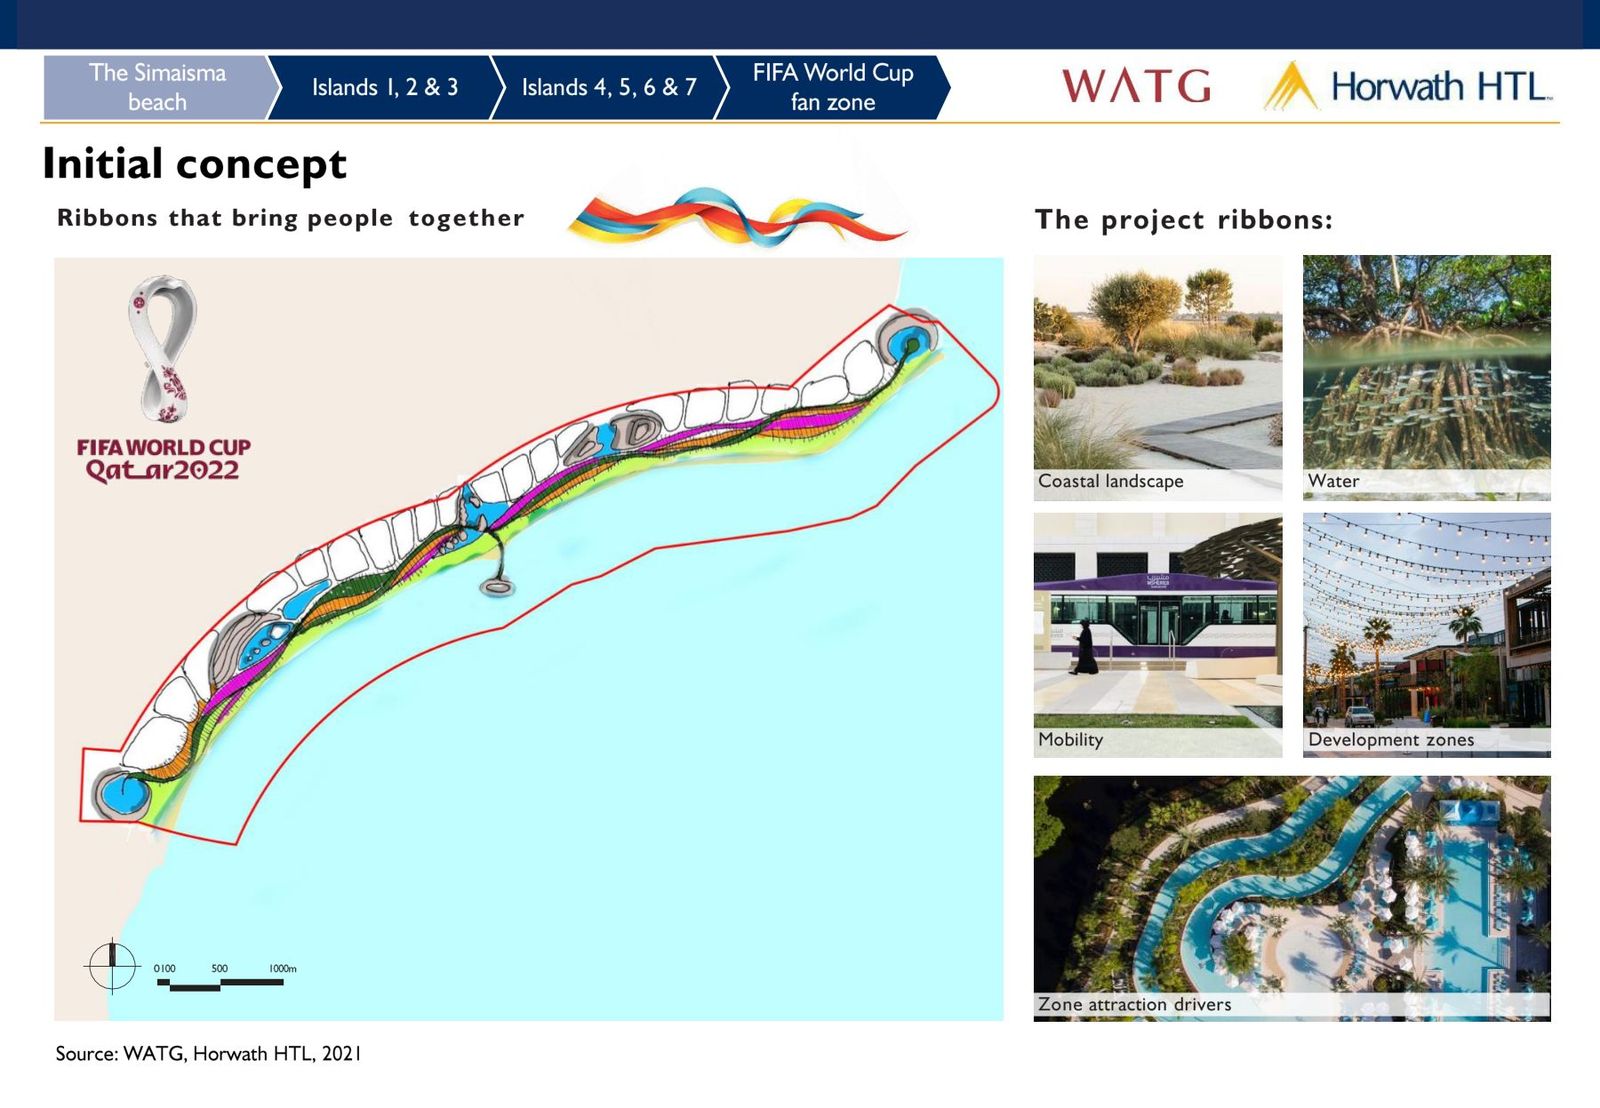 The Simaisma
beach
Islands 1, 2 & 3
Islands 4, 5, 6 & 7
FIFA World Cup
fan zone
WATG
Horwath HTL
Initial concept
Ribbons that bring people together
The project ribbons:
FIFA WORLD CUP
Qatar2022
Coastal landscape
Water
Mobility
Development zones
Zone attraction drivers
0100 500 1000m
Source: WATG, Horwath HTL, 2021